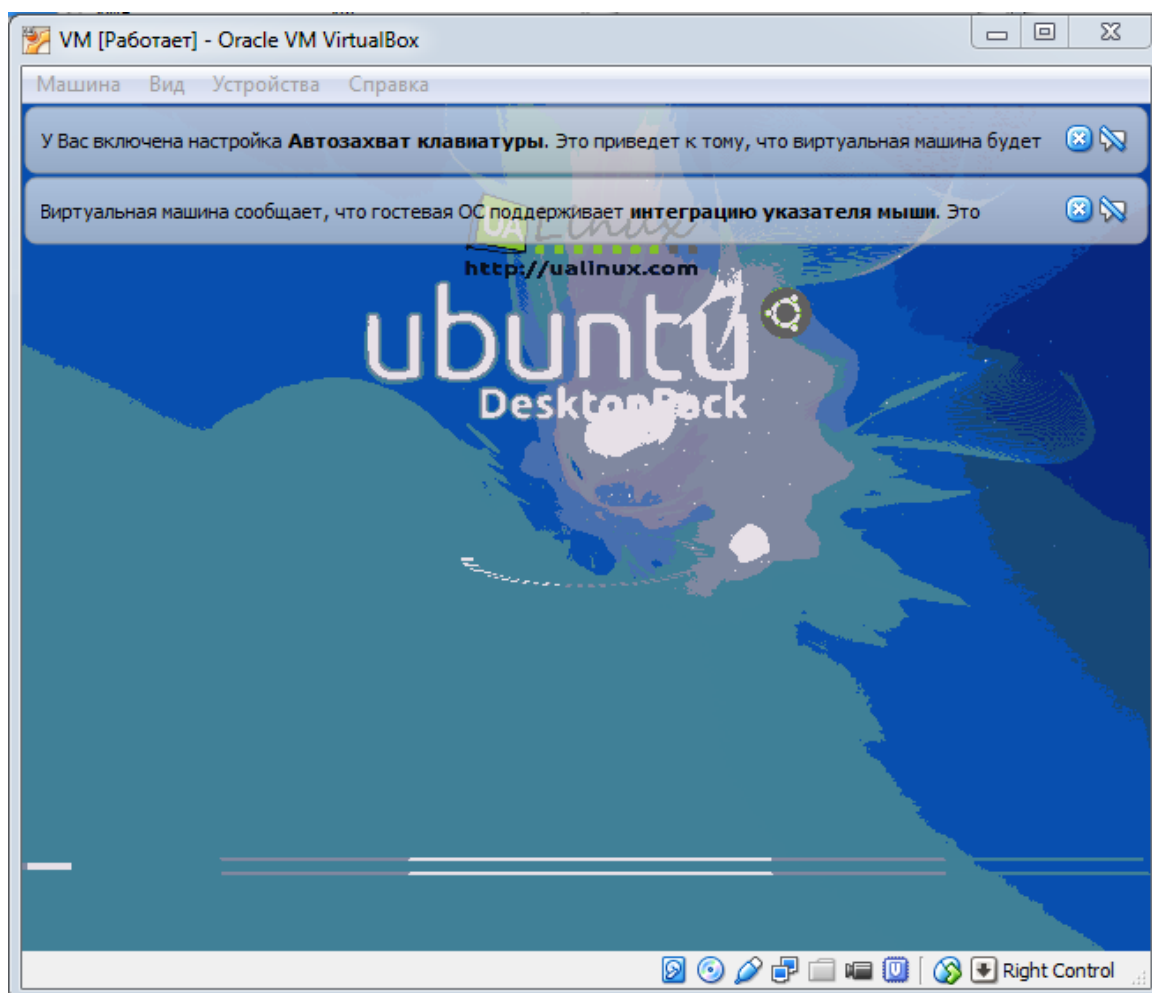 VM [Работает] - Oracle VM VirtualBox
Машина Вид Устройства Справка
У Вас включена настройка Автозахват клавиатуры. Это приведет к тому, что виртуальная машина будет
Виртуальная машина сообщает, что гостевая ОС поддерживает интеграцию указателя мыши. Это
UALinux
http://ualinux.com
ubuntu
DesktopPack
Right Control